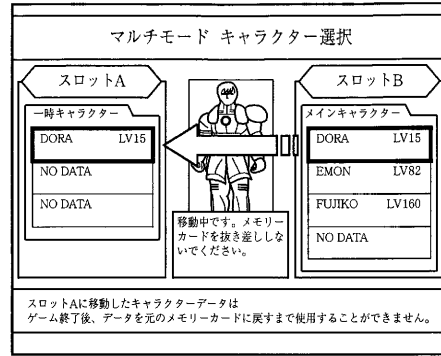 マルチモード キャラクター選択
スロットA
一時キャラクター
DORA LV15
NO DATA
NO DATA
移動中です。メモリー
カードを抜き差ししな
いでください。
スロットB
メインキャラクター
DORA LV15
EMON LV82
FUJIKO LV160
NO DATA
スロットAに移動したキャラクターデータは
ゲーム終了後、データを元のメモリーカードに戻すまで使用することができません。